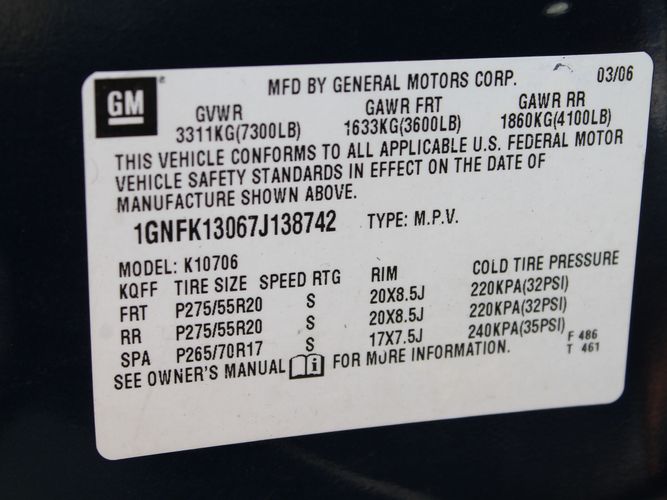 GM ®
MFD BY GENERAL MOTORS CORP. 03/06
GVWR GAWR FRT GAWR RR
3311KG(7300LB) 1633KG(3600LB) 1860KG(4100LB)
THIS VEHICLE CONFORMS TO ALL APPLICABLE U.S. FEDERAL MOTOR
VEHICLE SAFETY STANDARDS IN EFFECT ON THE DATE OF
MANUFACTURE SHOWN ABOVE.
1GNFK13067J138742 TYPE: M.P.V.
MODEL: K10706
KQFF TIRE SIZE SPEED RTG RIM COLD TIRE PRESSURE
FRT P275/55R20 S 20X8.5J 220KPA(32PSI)
RR P275/55R20 S 20X8.5J 220KPA(32PSI)
SPA P265/70R17 S 17X7.5J 240KPA(35PSI) F 486
SEE OWNER'S MANUAL i FOR MORE INFORMATION. T 461